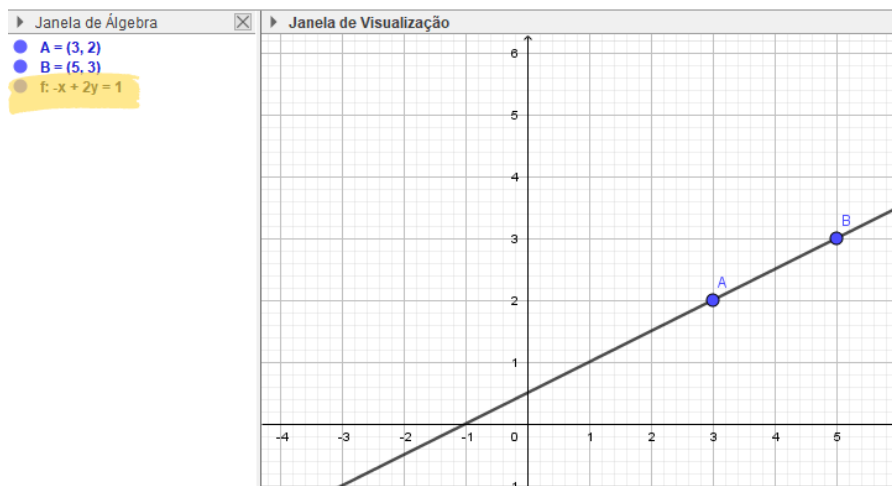 Janela de Álgebra
Janela de Visualização
A = (3, 2)
B = (5, 3)
f: -x + 2y = 1
6
5
4
B
3
A
2
1
-4 -3 -2 -1 0 1 2 3 4 5